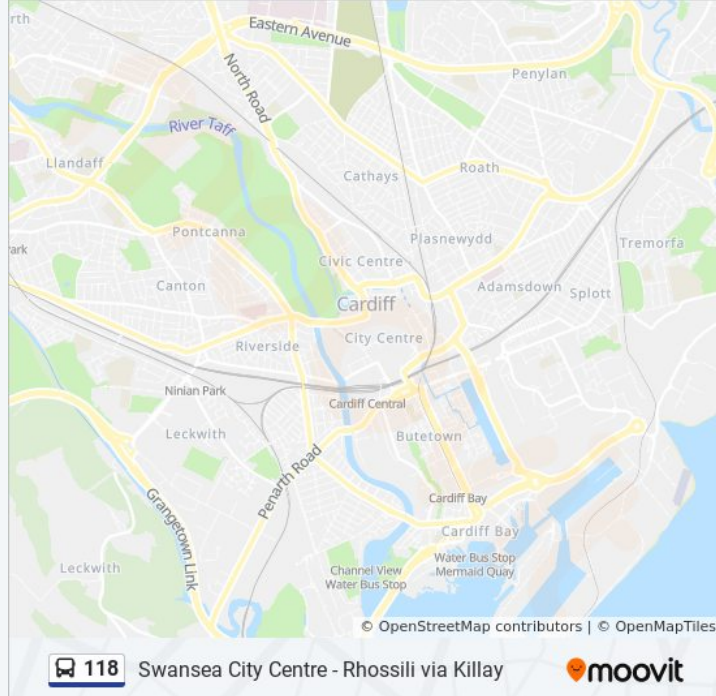 rth
Eastern Avenue
North Road
Penylan
River Taff
Llandaff
Roath
Cathays
Pontcanna
Plasnewydd
Tremorfa
ark
Civic Centre
Canton
Adamsdown
Splott
Cardiff
City Centre
Riverside
Ninian Park
Cardiff Central
Leckwith
Butetown
Penarth Road
Grangetown Link
Cardiff Bay
Cardiff Bay
Water Bus Stop
Mermaid Quay
Leckwith
Channel View
Water Bus Stop
© OpenStreetMap contributors | © OpenMapTiles
118 Swansea City Centre - Rhossili via Killay moovit